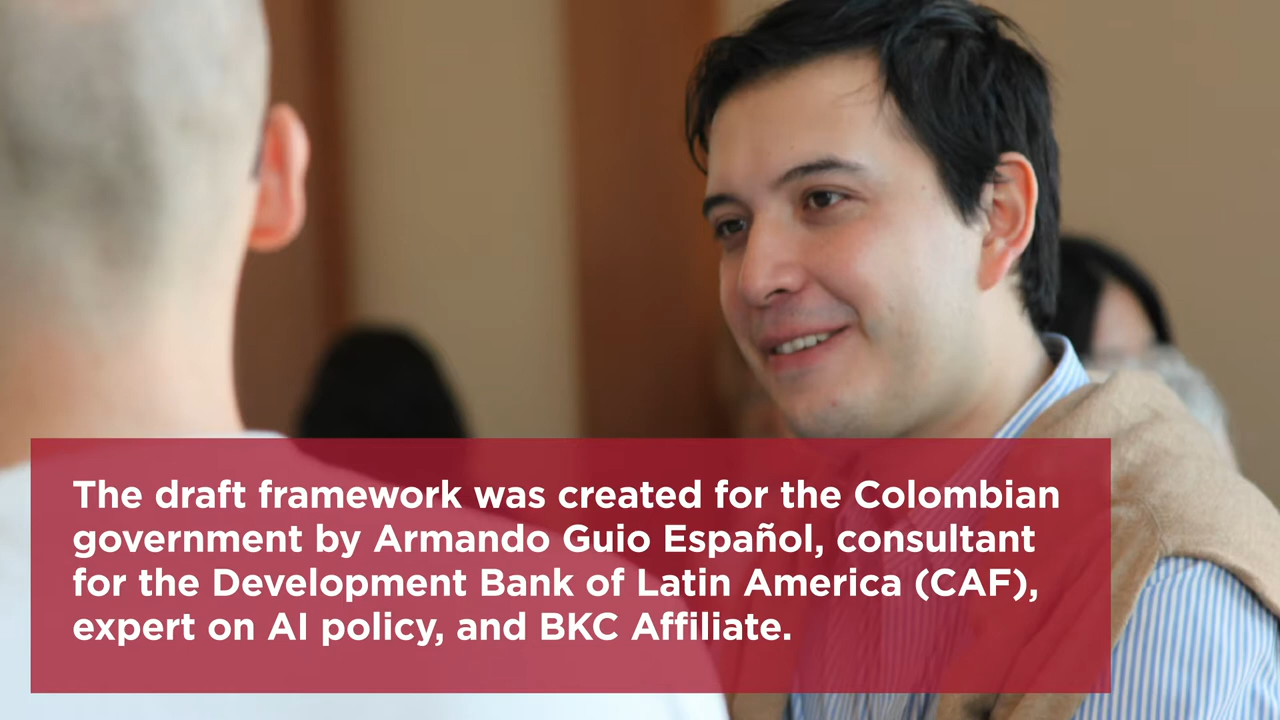 The draft framework was created for the Colombian
government by Armando Guio Español, consultant
for the Development Bank of Latin America (CAF),
expert on AI policy, and BKC Affiliate.